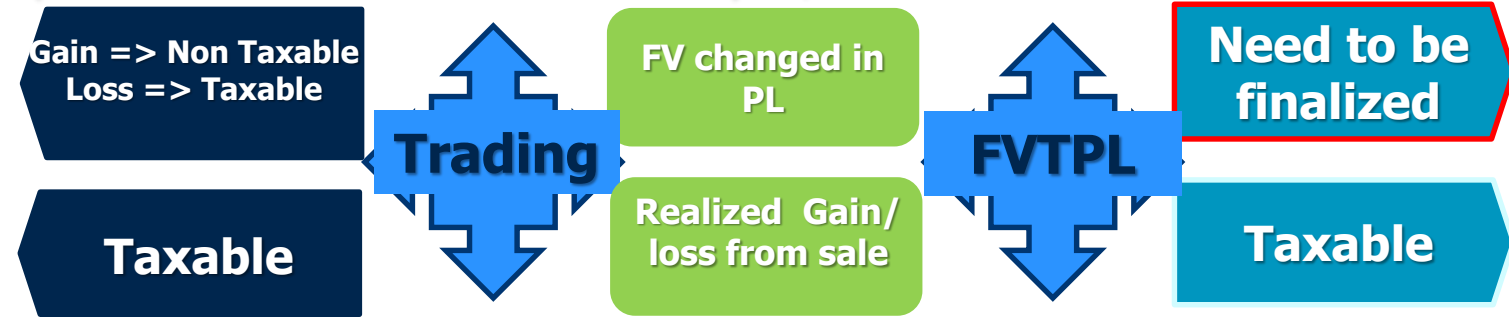 Gain => Non Taxable
Loss => Taxable
Trading
FV changed in
PL
FVTPL
Need to be
finalized
Taxable
Realized Gain/
loss from sale
Taxable